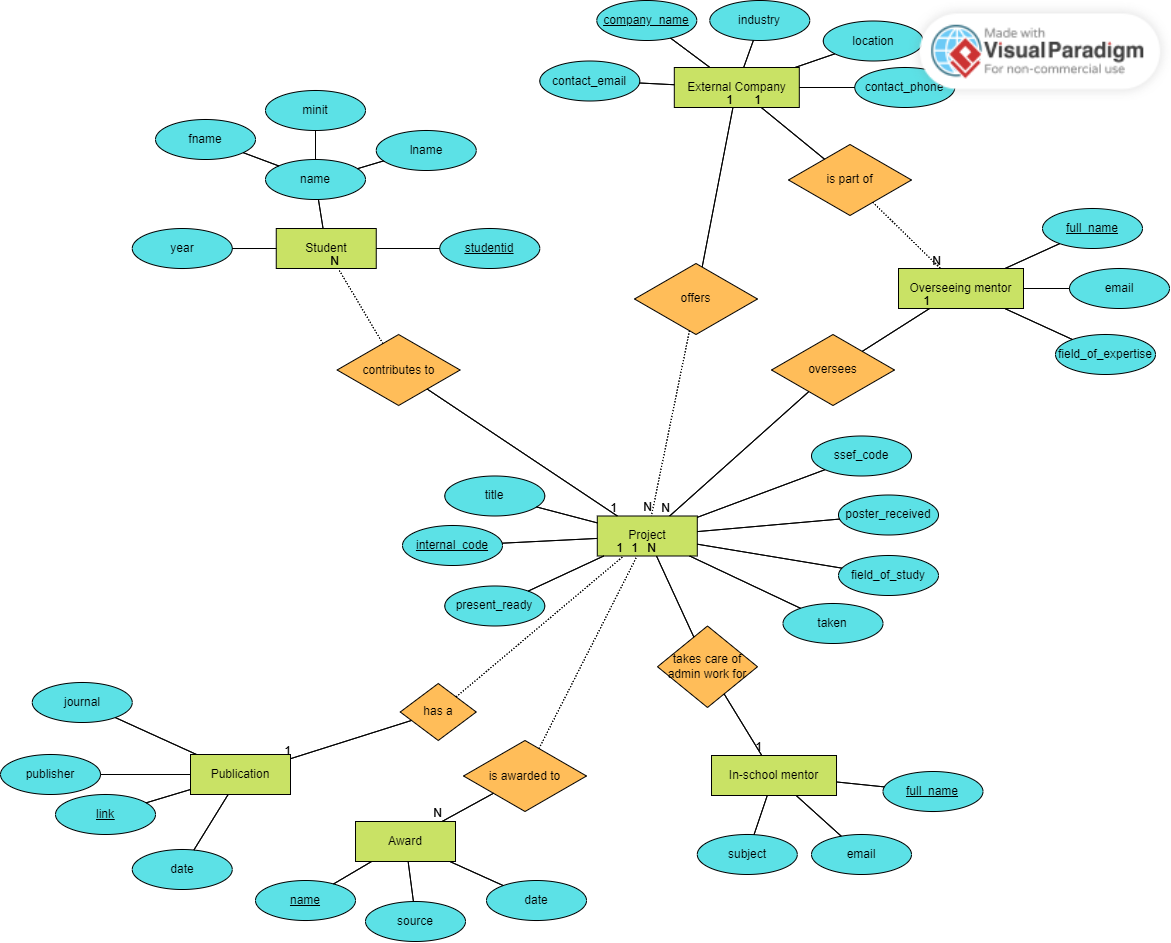 company_name
industry
location
Made with
VisualParadigm
For non-commercial use
contact_email
External Company
contact_phone
1 1
minit
fname
lname
name
is part of
year
Student
studentid
N
full_name
N
Overseeing mentor
email
1
offers
field_of_expertise
contributes to
oversees
ssef_code
title
1 N N
poster_received
internal_code
Project
1 1 N
field_of_study
present_ready
taken
takes care of
admin work for
journal
has a
1
publisher
Publication
is awarded to
1
In-school mentor
link
full_name
N
Award
date
subject
email
name
source
date